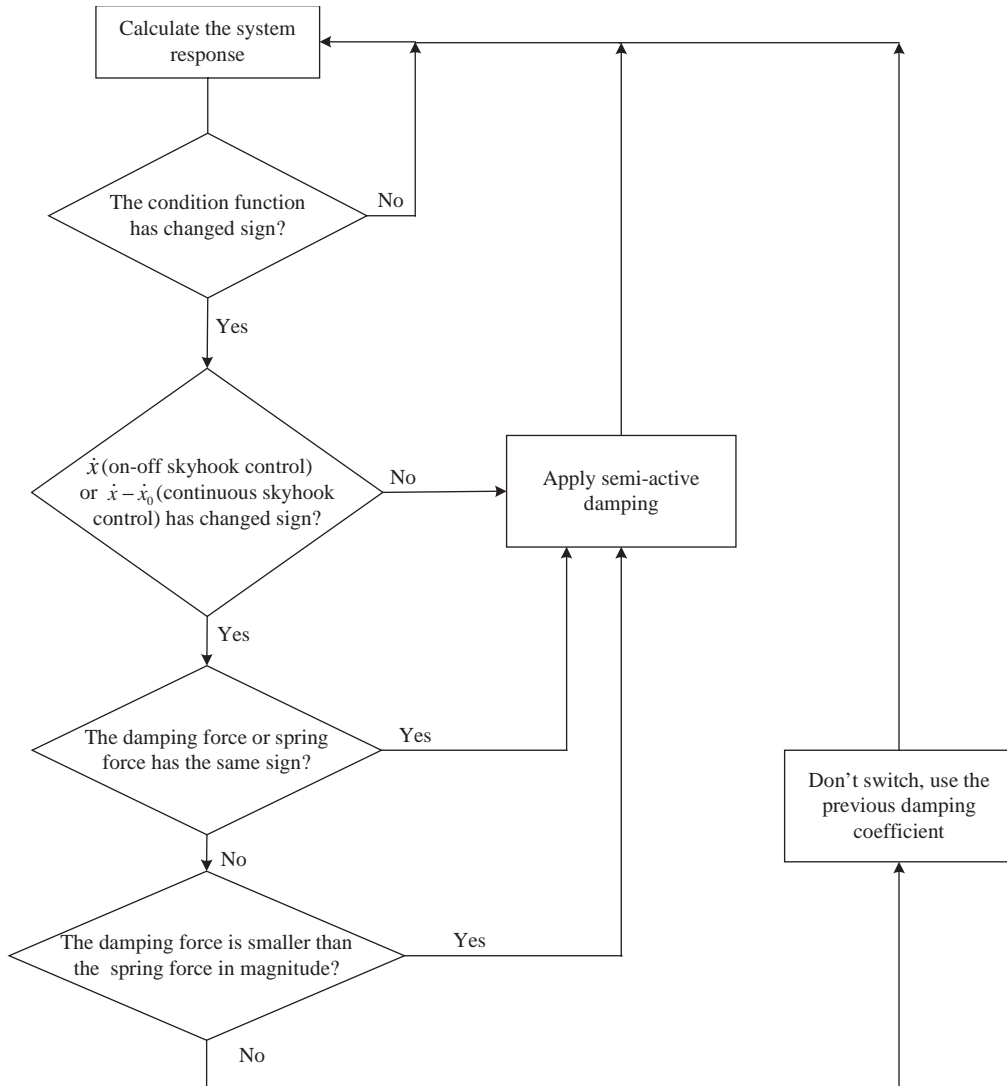 Calculate the system
response
The condition function
has changed sign?
No
Yes
ẋ (on-off skyhook control)
or ẋ − ẋ₀ (continuous skyhook
control) has changed sign?
No
Apply semi-active
damping
Yes
The damping force or spring
force has the same sign?
Yes
Don’t switch, use the
previous damping
coefficient
No
The damping force is smaller than
the spring force in magnitude?
Yes
No